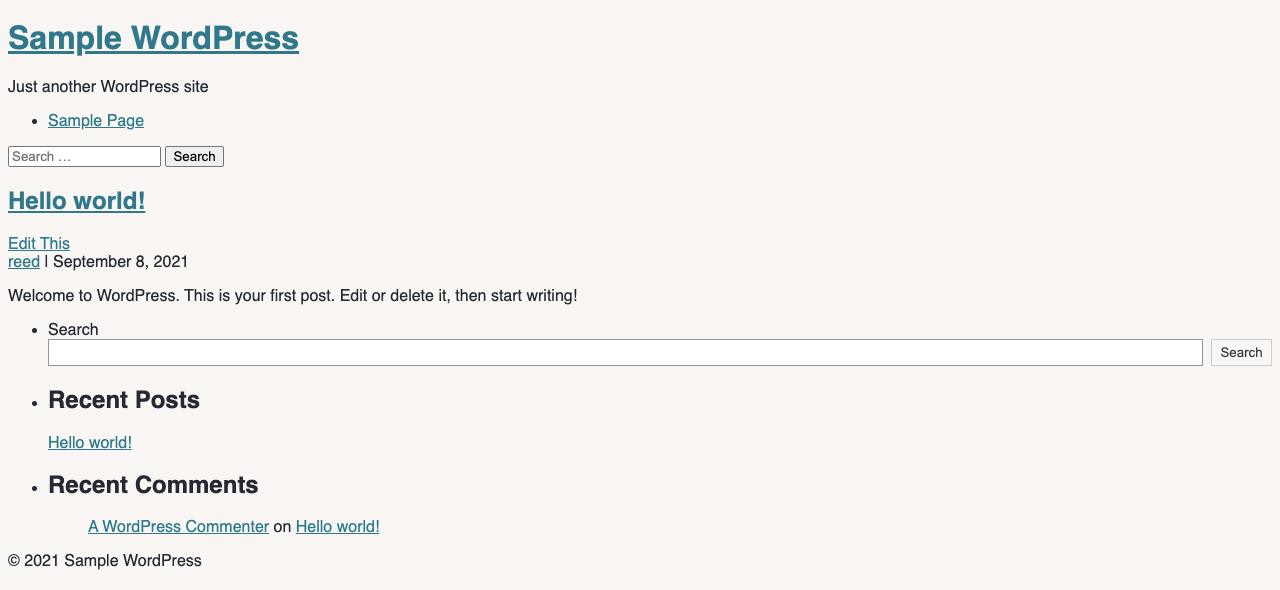 Sample WordPress
Just another WordPress site
Sample Page
Search … Search
Hello world!
Edit This
reed | September 8, 2021
Welcome to WordPress. This is your first post. Edit or delete it, then start writing!
Search
Search
Recent Posts
Hello world!
Recent Comments
A WordPress Commenter on Hello world!
© 2021 Sample WordPress